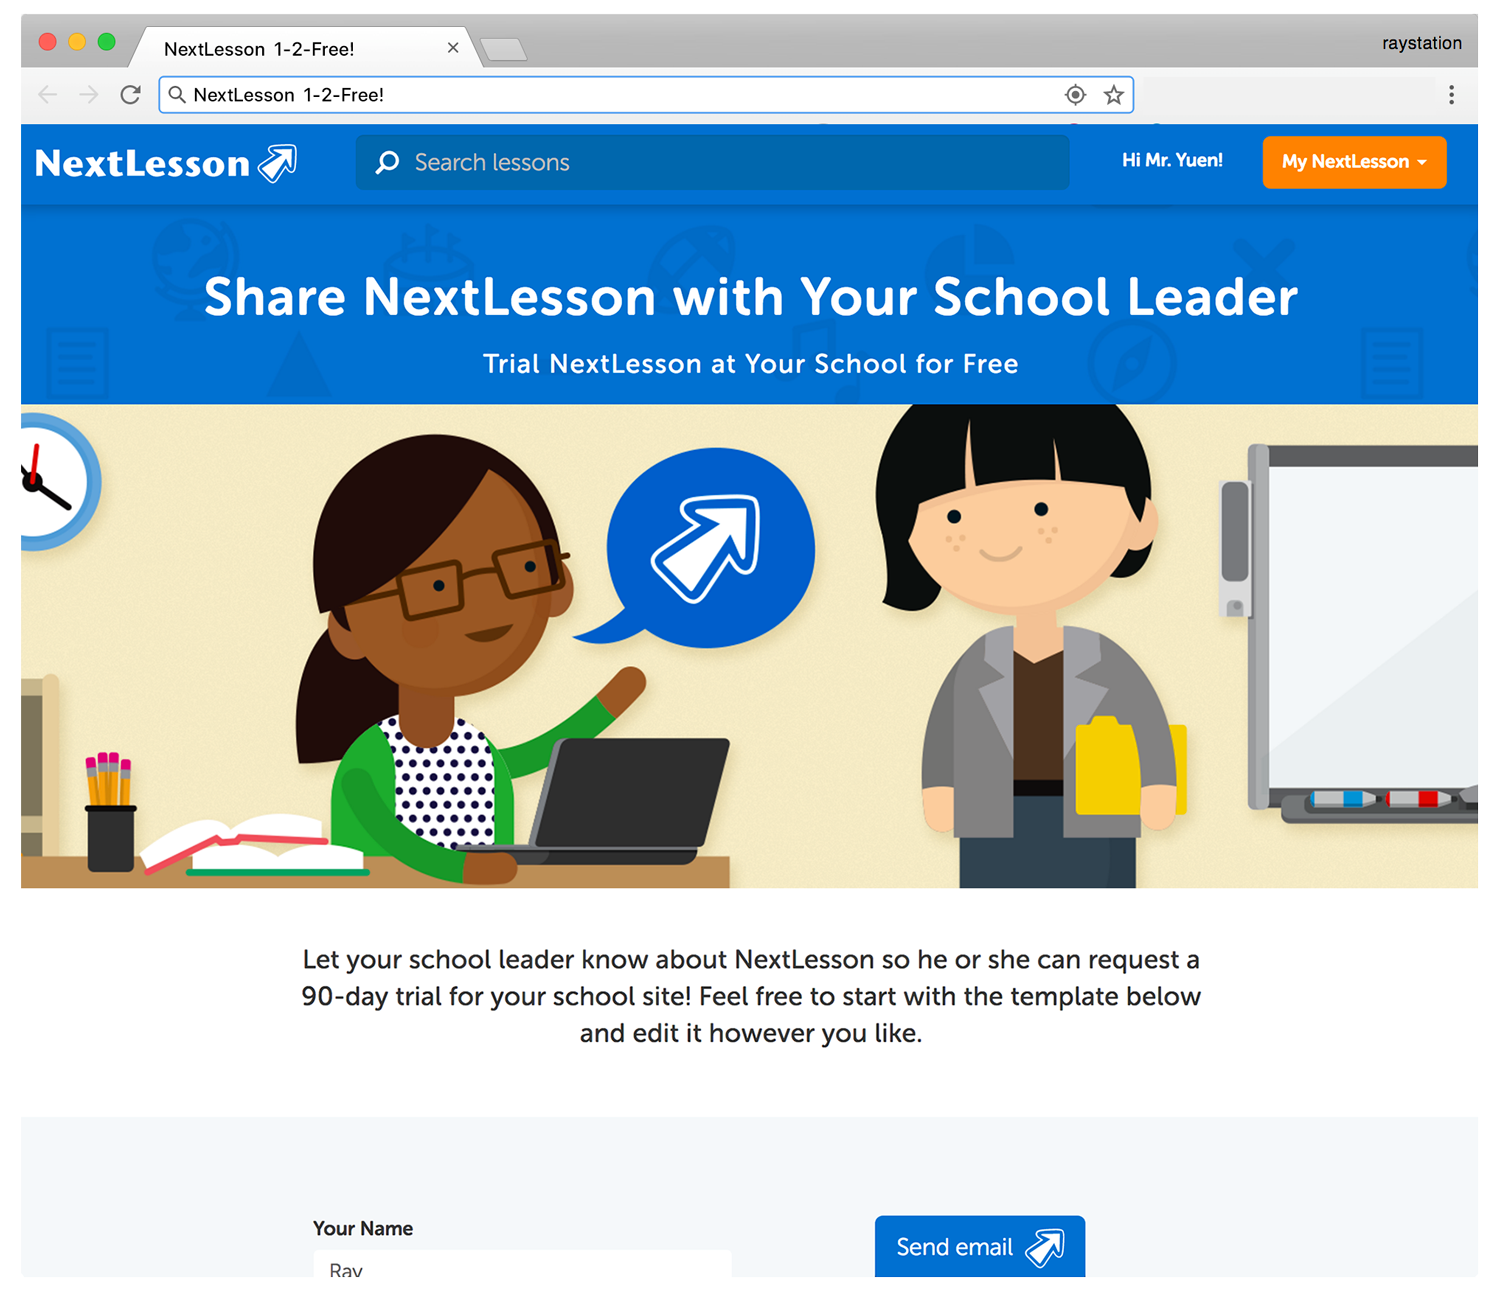 NextLesson 1-2-Free!
raystation
NextLesson 1-2-Free!
NextLesson
Search lessons
Hi Mr. Yuen!
My NextLesson
Share NextLesson with Your School Leader
Trial NextLesson at Your School for Free
Let your school leader know about NextLesson so he or she can request a
90-day trial for your school site! Feel free to start with the template below
and edit it however you like.
Your Name
Send email
Ray